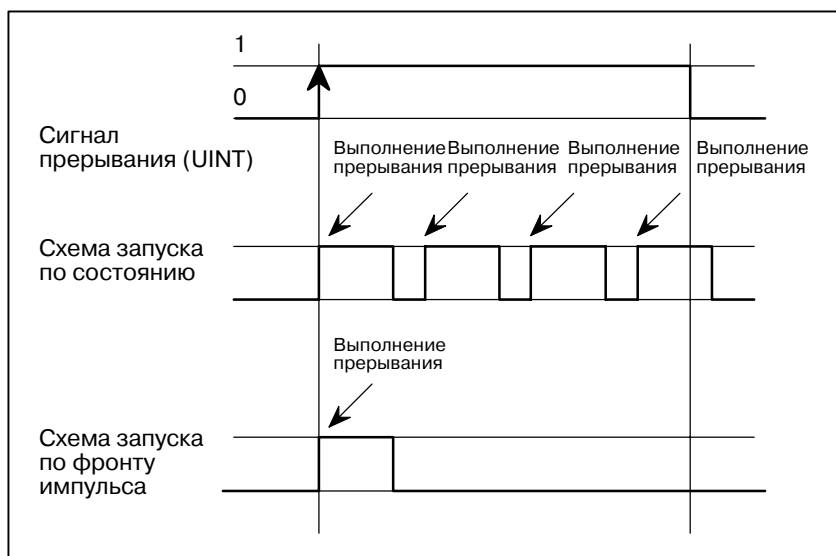 1
0
Сигнал
прерывания (UINT)
Выполнение
прерывания
Выполнение
прерывания
Выполнение
прерывания
Выполнение
прерывания
Схема запуска
по состоянию
Выполнение
прерывания
Схема запуска
по фронту
импульса